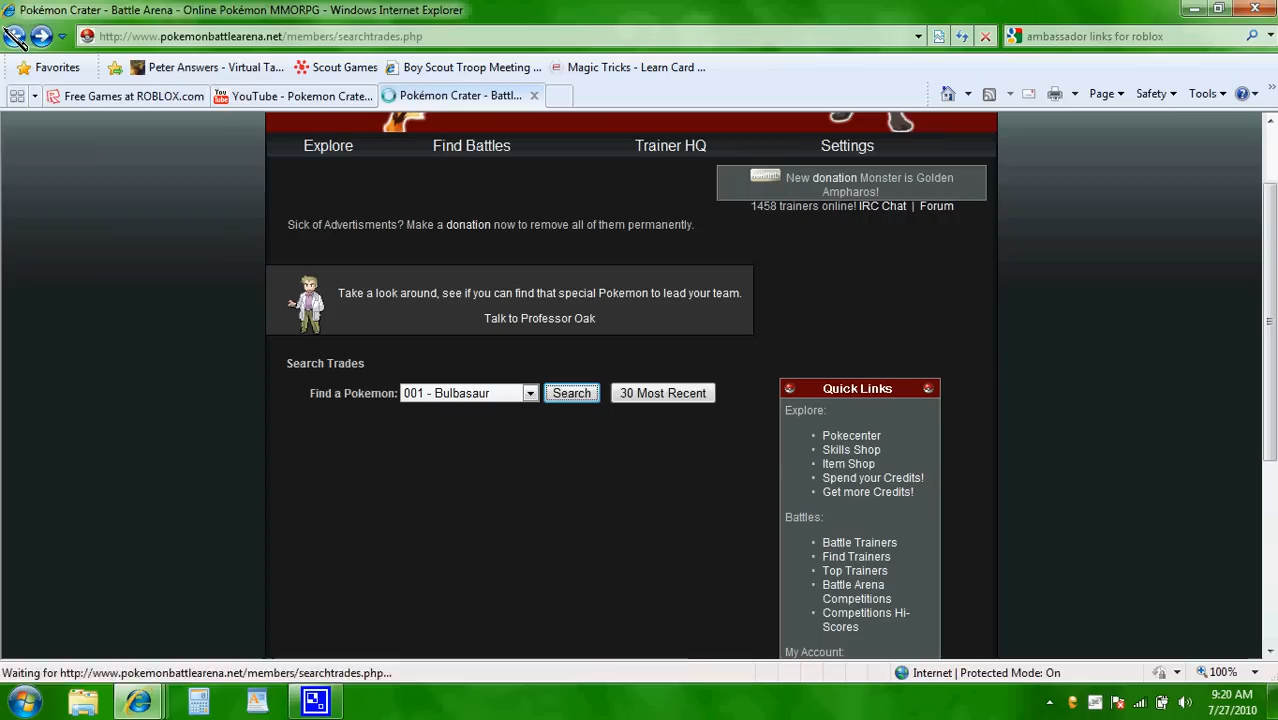 Pokémon Crater - Battle Arena - Online Pokémon MMORPG - Windows Internet Explorer
http://www.pokemonbattlearena.net/members/searchtrades.php
ambassador links for roblox
Favorites
Peter Answers - Virtual Ta...
Scout Games
Boy Scout Troop Meeting ...
Magic Tricks - Learn Card ...
Free Games at ROBLOX.com
YouTube - Pokemon Crate...
Pokémon Crater - Battl...
Page
Safety
Tools
Explore
Find Battles
Trainer HQ
Settings
New donation Monster is Golden
Ampharos!
1458 trainers online! IRC Chat | Forum
Sick of Advertisments? Make a donation now to remove all of them permanently.
Take a look around, see if you can find that special Pokemon to lead your team.
Talk to Professor Oak
Search Trades
Find a Pokemon:
001 - Bulbasaur
Search
30 Most Recent
Quick Links
Explore:
Pokecenter
Skills Shop
Item Shop
Spend your Credits!
Get more Credits!
Battles:
Battle Trainers
Find Trainers
Top Trainers
Battle Arena
Competitions
Competitions Hi-
Scores
My Account:
Waiting for http://www.pokemonbattlearena.net/members/searchtrades.php...
Internet | Protected Mode: On
100%
9:20 AM
7/27/2010